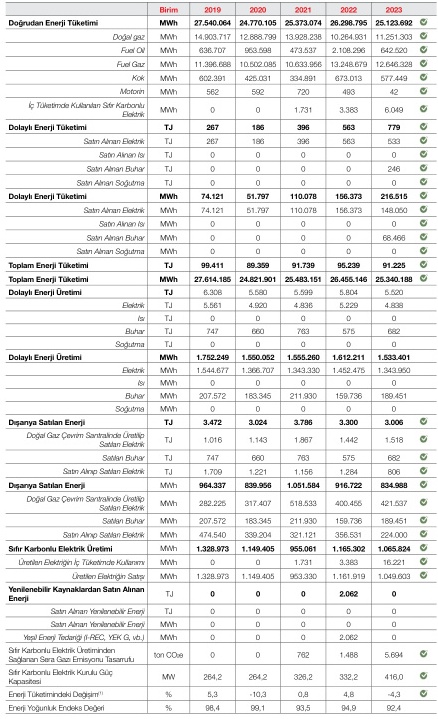 Birim 2019 2020 2021 2022 2023
Doğrudan Enerji Tüketimi MWh 27.540.064 24.770.105 25.373.074 26.298.795 25.123.692
Doğal gaz MWh 14.903.717 12.888.799 13.928.238 10.264.931 11.251.303
Fuel Oil MWh 636.707 953.598 473.537 2.108.296 642.520
Fuel Gaz MWh 11.396.688 10.502.085 10.633.956 13.248.679 12.646.328
Kok MWh 602.391 425.031 334.891 673.013 577.449
Motorin MWh 562 592 720 493 42
İç Tüketimde Kullanılan Sıfır Karbonlu
Elektrik MWh 0 0 1.731 3.383 6.049
Dolaylı Enerji Tüketimi TJ 267 186 396 563 779
Satın Alınan Elektrik TJ 267 186 396 563 533
Satın Alınan Isı TJ 0 0 0 0 0
Satın Alınan Buhar TJ 0 0 0 0 246
Satın Alınan Soğutma TJ 0 0 0 0 0
Dolaylı Enerji Tüketimi MWh 74.121 51.797 110.078 156.373 216.515
Satın Alınan Elektrik MWh 74.121 51.797 110.078 156.373 148.050
Satın Alınan Isı MWh 0 0 0 0 0
Satın Alınan Buhar MWh 0 0 0 0 68.466
Satın Alınan Soğutma MWh 0 0 0 0 0
Toplam Enerji Tüketimi TJ 99.411 89.359 91.739 95.239 91.225
Toplam Enerji Tüketimi MWh 27.614.185 24.821.901 25.483.151 26.455.146 25.340.188
Dolaylı Enerji Üretimi TJ 6.308 5.580 5.599 5.804 5.520
Elektrik TJ 5.561 4.920 4.836 5.229 4.838
Isı TJ 0 0 0 0 0
Buhar TJ 747 660 763 575 682
Soğutma TJ 0 0 0 0 0
Dolaylı Enerji Üretimi MWh 1.752.249 1.550.052 1.555.260 1.612.211 1.533.401
Elektrik MWh 1.544.677 1.366.707 1.343.330 1.452.475 1.343.950
Isı MWh 0 0 0 0 0
Buhar MWh 207.572 183.345 211.930 159.736 189.451
Soğutma MWh 0 0 0 0 0
Dışarıya Satılan Enerji TJ 3.472 3.024 3.786 3.300 3.006
Doğal Gaz Çevrim Santralinde Üretilip
Satılan Elektrik TJ 1.016 1.143 1.867 1.442 1.518
Satılan Buhar TJ 747 660 763 575 682
Satın Alınıp Satılan Elektrik TJ 1.709 1.221 1.156 1.284 806
Dışarıya Satılan Enerji MWh 964.337 839.956 1.051.584 916.722 834.988
Doğal Gaz Çevrim Santralinde Üretilip
Satılan Elektrik MWh 282.225 317.407 518.533 400.455 421.537
Satılan Buhar MWh 207.572 183.345 211.930 159.736 189.451
Satın Alınıp Satılan Elektrik MWh 474.540 339.204 321.121 356.531 224.000
Sıfır Karbonlu Elektrik Üretimi MWh 1.328.973 1.149.405 955.061 1.165.302 1.065.824
Üretilen Elektriğin İç Tüketimde Kullanımı MWh 0 0 1.731 3.383 16.221
Üretilen Elektriğin Satışı MWh 1.328.973 1.149.405 953.330 1.161.919 1.049.603
Yenilenebilir Kaynaklardan Satın Alınan
Enerji TJ 0 0 0 2.062 0
Satın Alınan Yenilenebilir Enerji TJ 0 0 0 0 0
Satın Alınan Yenilenebilir Enerji MWh 0 0 0 0 0
Yeşil Enerji Tedariği (I-REC, YEK G, vb.) MWh 0 0 0 2.062 0
Sıfır Karbonlu Elektrik Üretiminden
Sağlanan Sera Gazı Emisyonu Tasarrufu ton CO₂e 0 0 762 1.488 5.694
Sıfır Karbonlu Elektrik Kurulu Güç
Kapasitesi MW 264,2 264,2 326,2 332,2 416,0
Enerji Tüketimindeki Değişim⁽¹⁾ % 5,3 -10,3 0,8 4,8 -4,3
Enerji Yoğunluk Endeks Değeri % 98,4 99,1 93,5 94,9 92,4